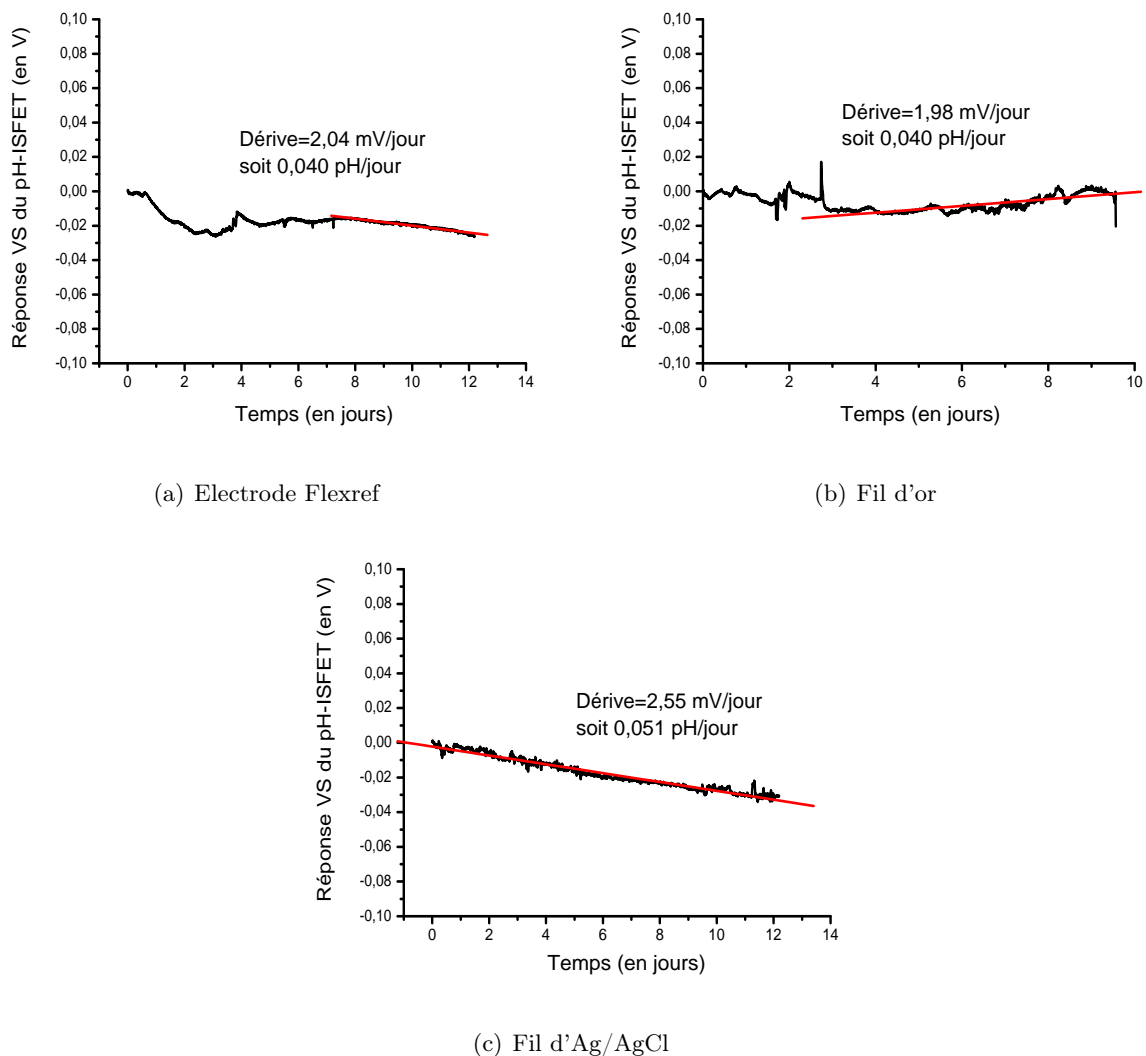 0,10
0,08
0,06
0,04
0,02
0,00
-0,02
-0,04
-0,06
-0,08
-0,10
Réponse VS du pH-ISFET (en V)
Dérive=2,04 mV/jour
soit 0,040 pH/jour
0 2 4 6 8 10 12 14
Temps (en jours)
(a) Electrode Flexref
0,10
0,08
0,06
0,04
0,02
0,00
-0,02
-0,04
-0,06
-0,08
-0,10
Réponse VS du pH-ISFET (en V)
Dérive=1,98 mV/jour
soit 0,040 pH/jour
0 2 4 6 8 10
Temps (en jours)
(b) Fil d'or
0,10
0,08
0,06
0,04
0,02
0,00
-0,02
-0,04
-0,06
-0,08
-0,10
Réponse VS du pH-ISFET (en V)
Dérive=2,55 mV/jour
soit 0,051 pH/jour
0 2 4 6 8 10 12 14
Temps (en jours)
(c) Fil d'Ag/AgCl